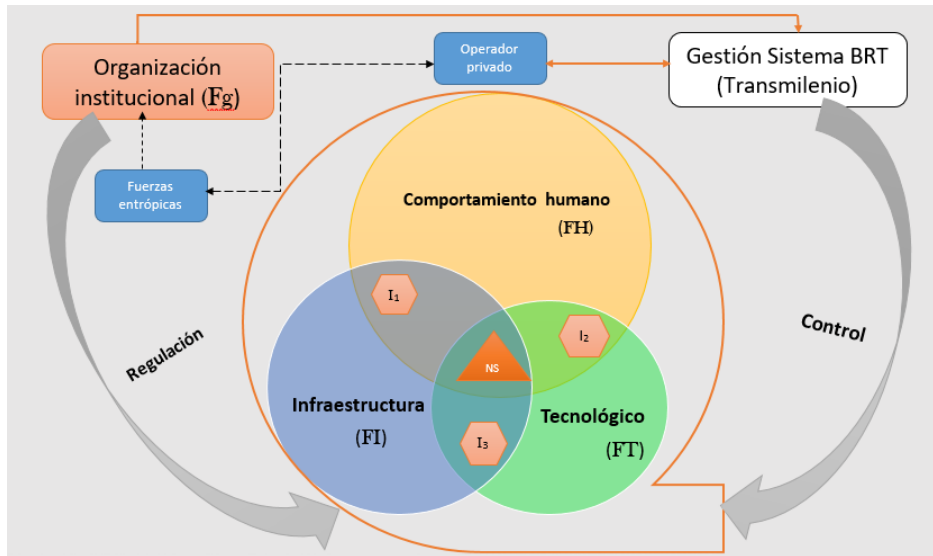 Organización
institucional (Fg)
Operador
privado
Gestión Sistema BRT
(Transmilenio)
Fuerzas
entrópicas
Comportamiento humano
(FH)
I1
I2
Regulación
Control
NS
Infraestructura
(FI)
Tecnológico
(FT)
I3